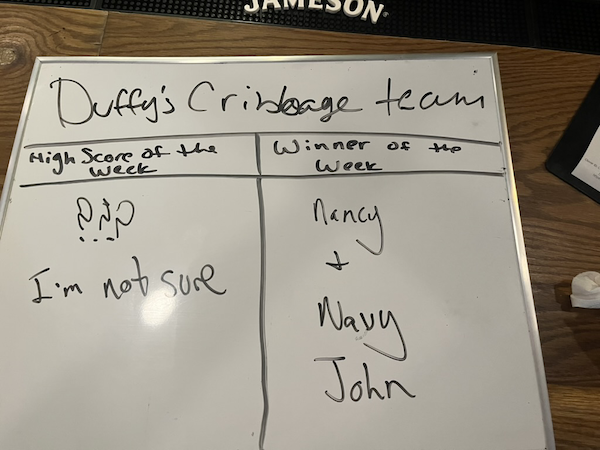 JAMESON
Duffy's Cribbage team
High Score of the Week
Winner of the Week
???
I'm not sure
Nancy
+
Navy
John